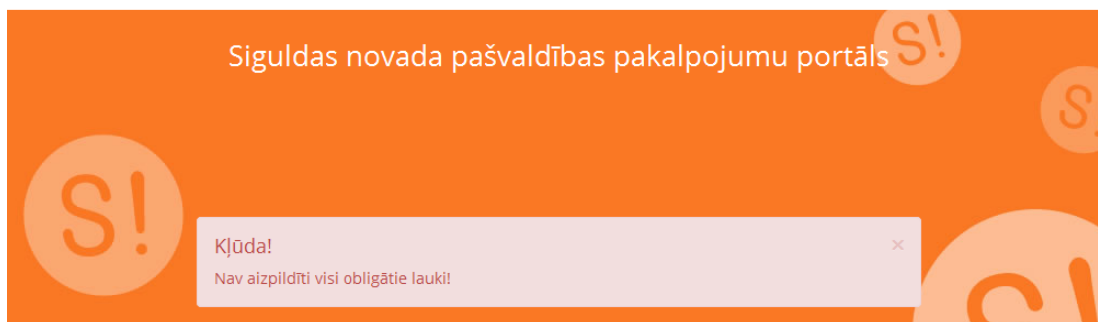 Siguldas novada pašvaldības pakalpojumu portāls
S!
S!
S!
Kļūda!
×
Nav aizpildīti visi obligātie lauki!
S!